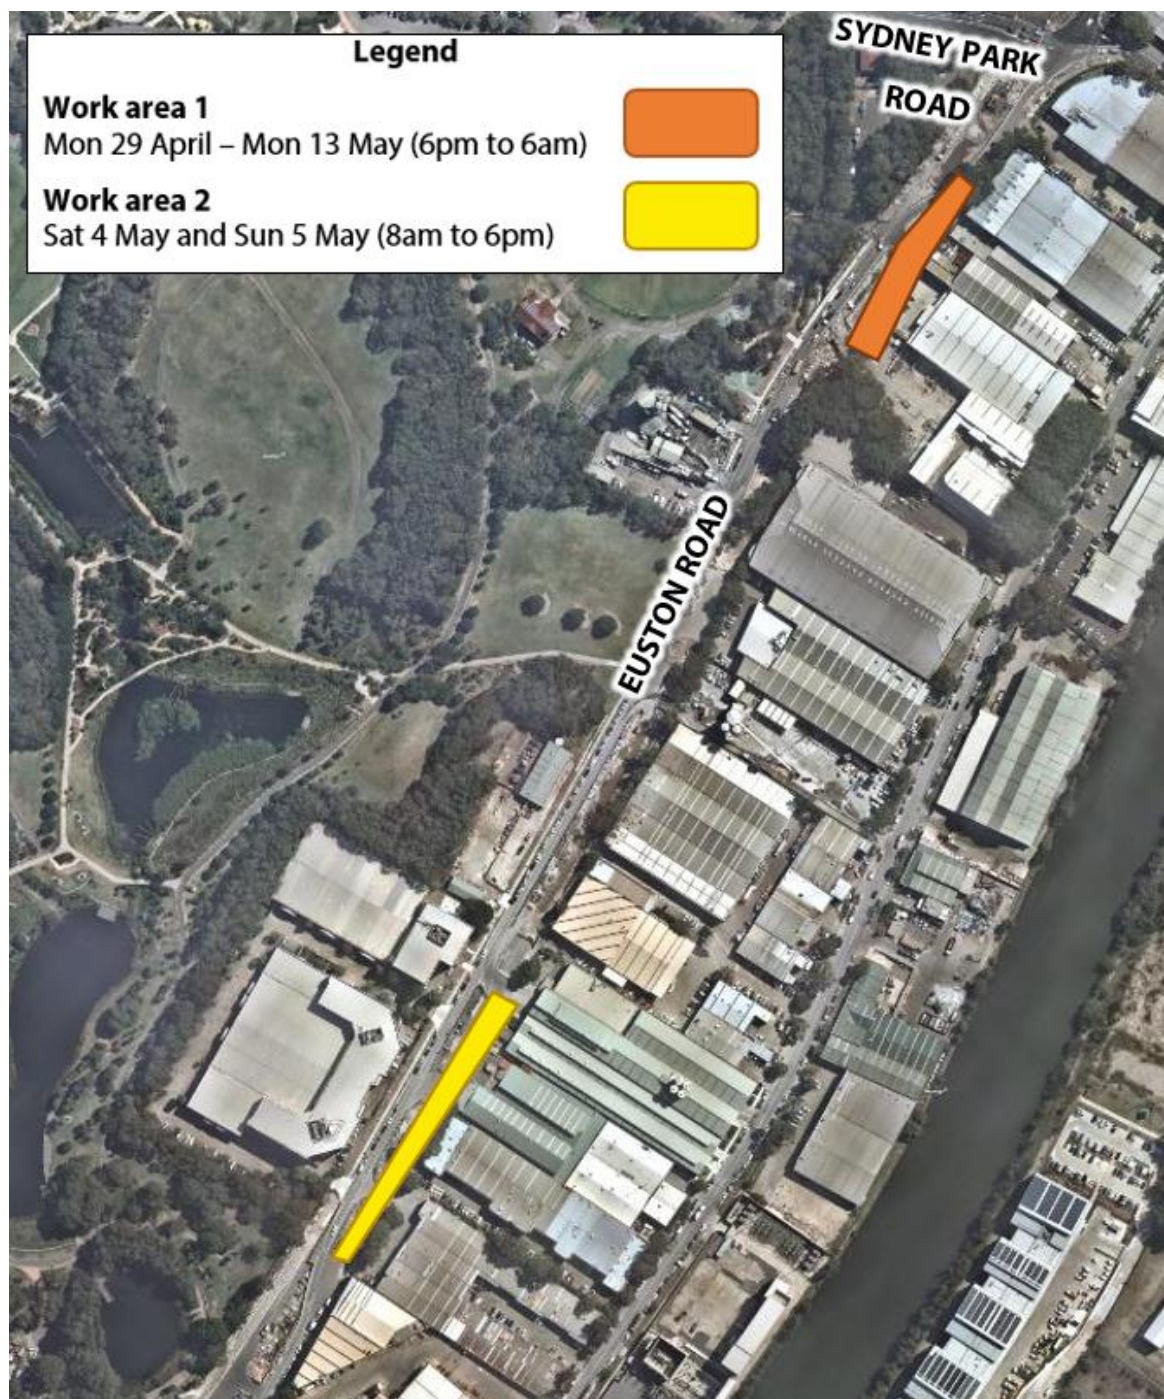 Legend
Work area 1
Mon 29 April – Mon 13 May (6pm to 6am)
Work area 2
Sat 4 May and Sun 5 May (8am to 6pm)
SYDNEY PARK
ROAD
EUSTON ROAD